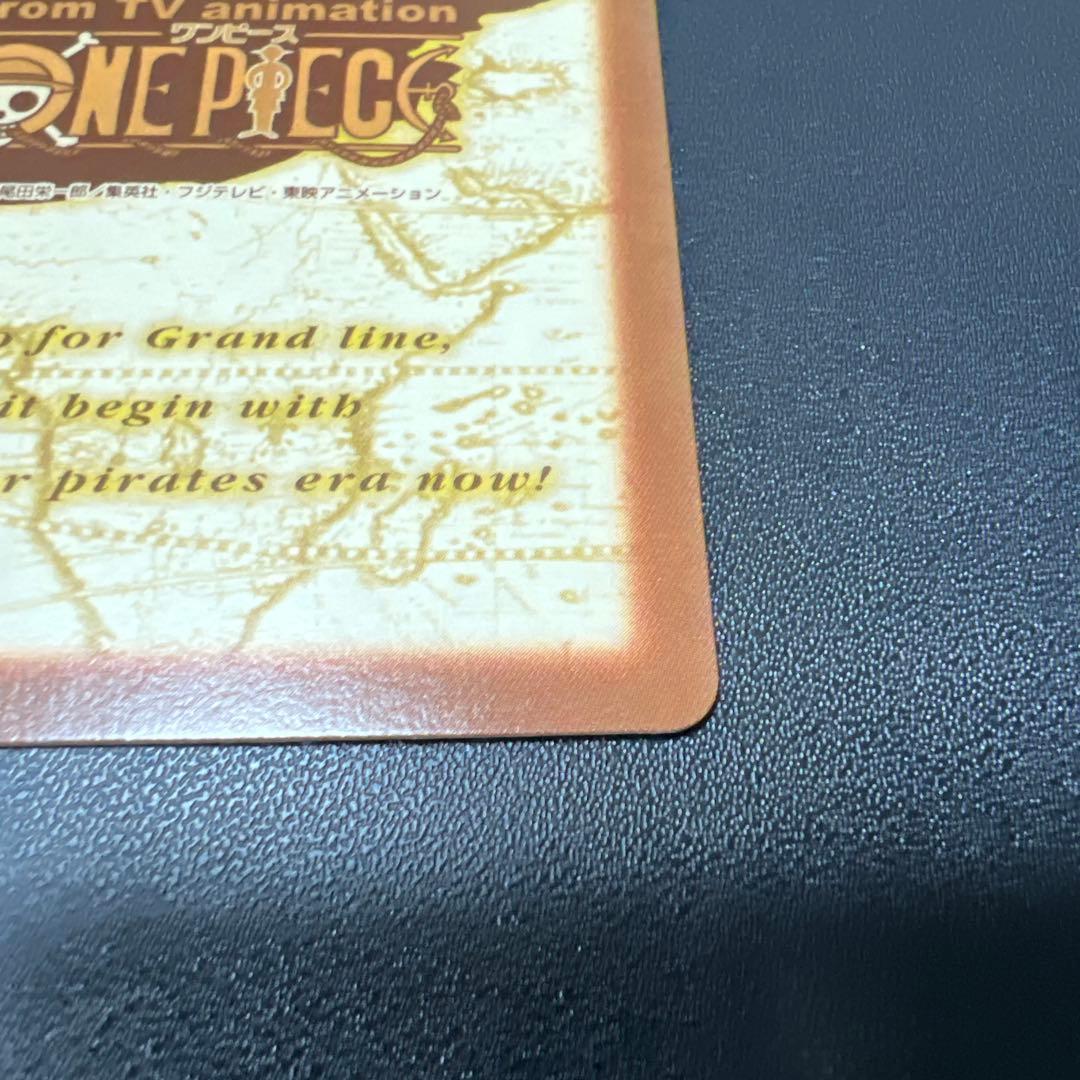 rom TV animation
ワンピース
ONE PIECE
尾田栄一郎／集英社・フジテレビ・東映アニメーション
for Grand line,
it begin with
pirates era now!